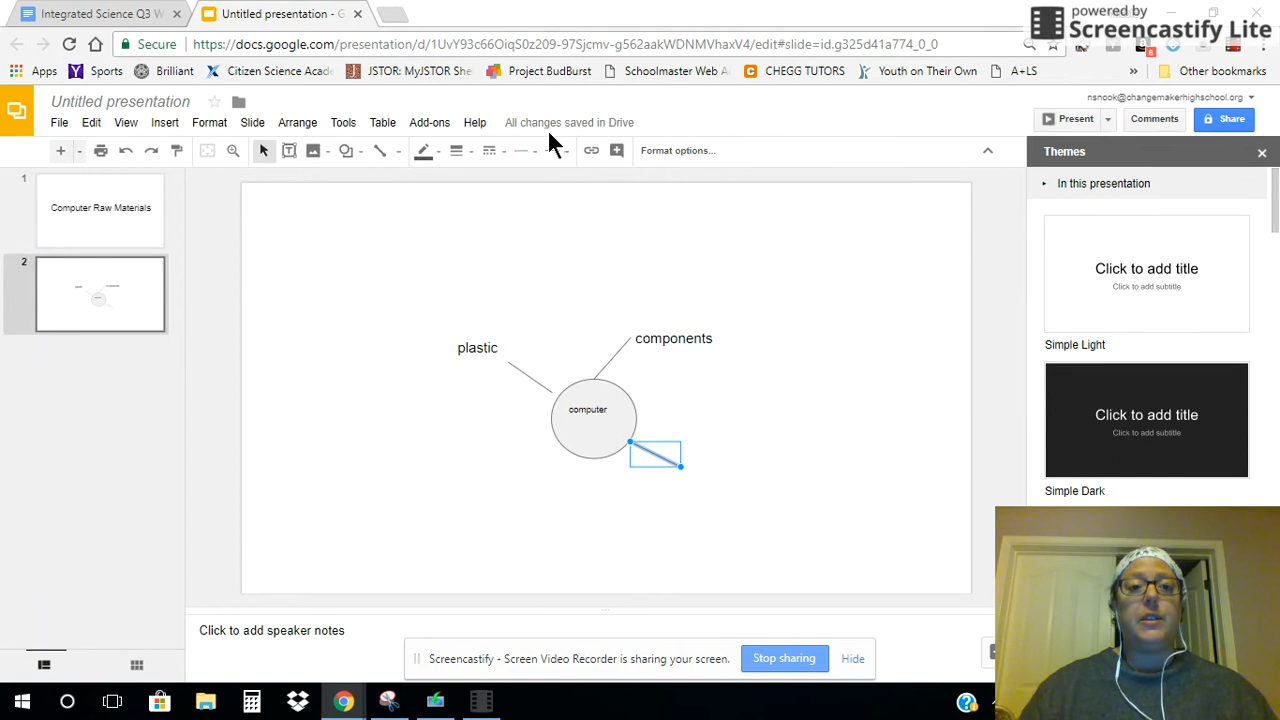 Integrated Science Q3 W
Untitled presentation - G
powered by
Screencastify Lite
Secure
https://docs.google.com/presentation/d/1UvYSLo66OiqSUz09-97Sjcmv-g562aakWDNMVhaxV4/edit#slide=id.g325d41a774_0_0
Apps
Sports
Brilliant
Citizen Science Acad
JSTOR: MyJSTOR She
Project BudBurst
Schoolmaster Web A
CHEGG TUTORS
Youth on Their Own
A+LS
Other bookmarks
Untitled presentation
nsnook@changemakerhighschool.org
File Edit View Insert Format Slide Arrange Tools Table Add-ons Help
All changes saved in Drive
Present
Comments
Share
Format options...
Themes
In this presentation
1
Computer Raw Materials
2
plastic
components
computer
Click to add title
Click to add subtitle
Simple Light
Click to add title
Click to add subtitle
Simple Dark
Click to add speaker notes
Screencastify - Screen Video Recorder is sharing your screen.
Stop sharing
Hide